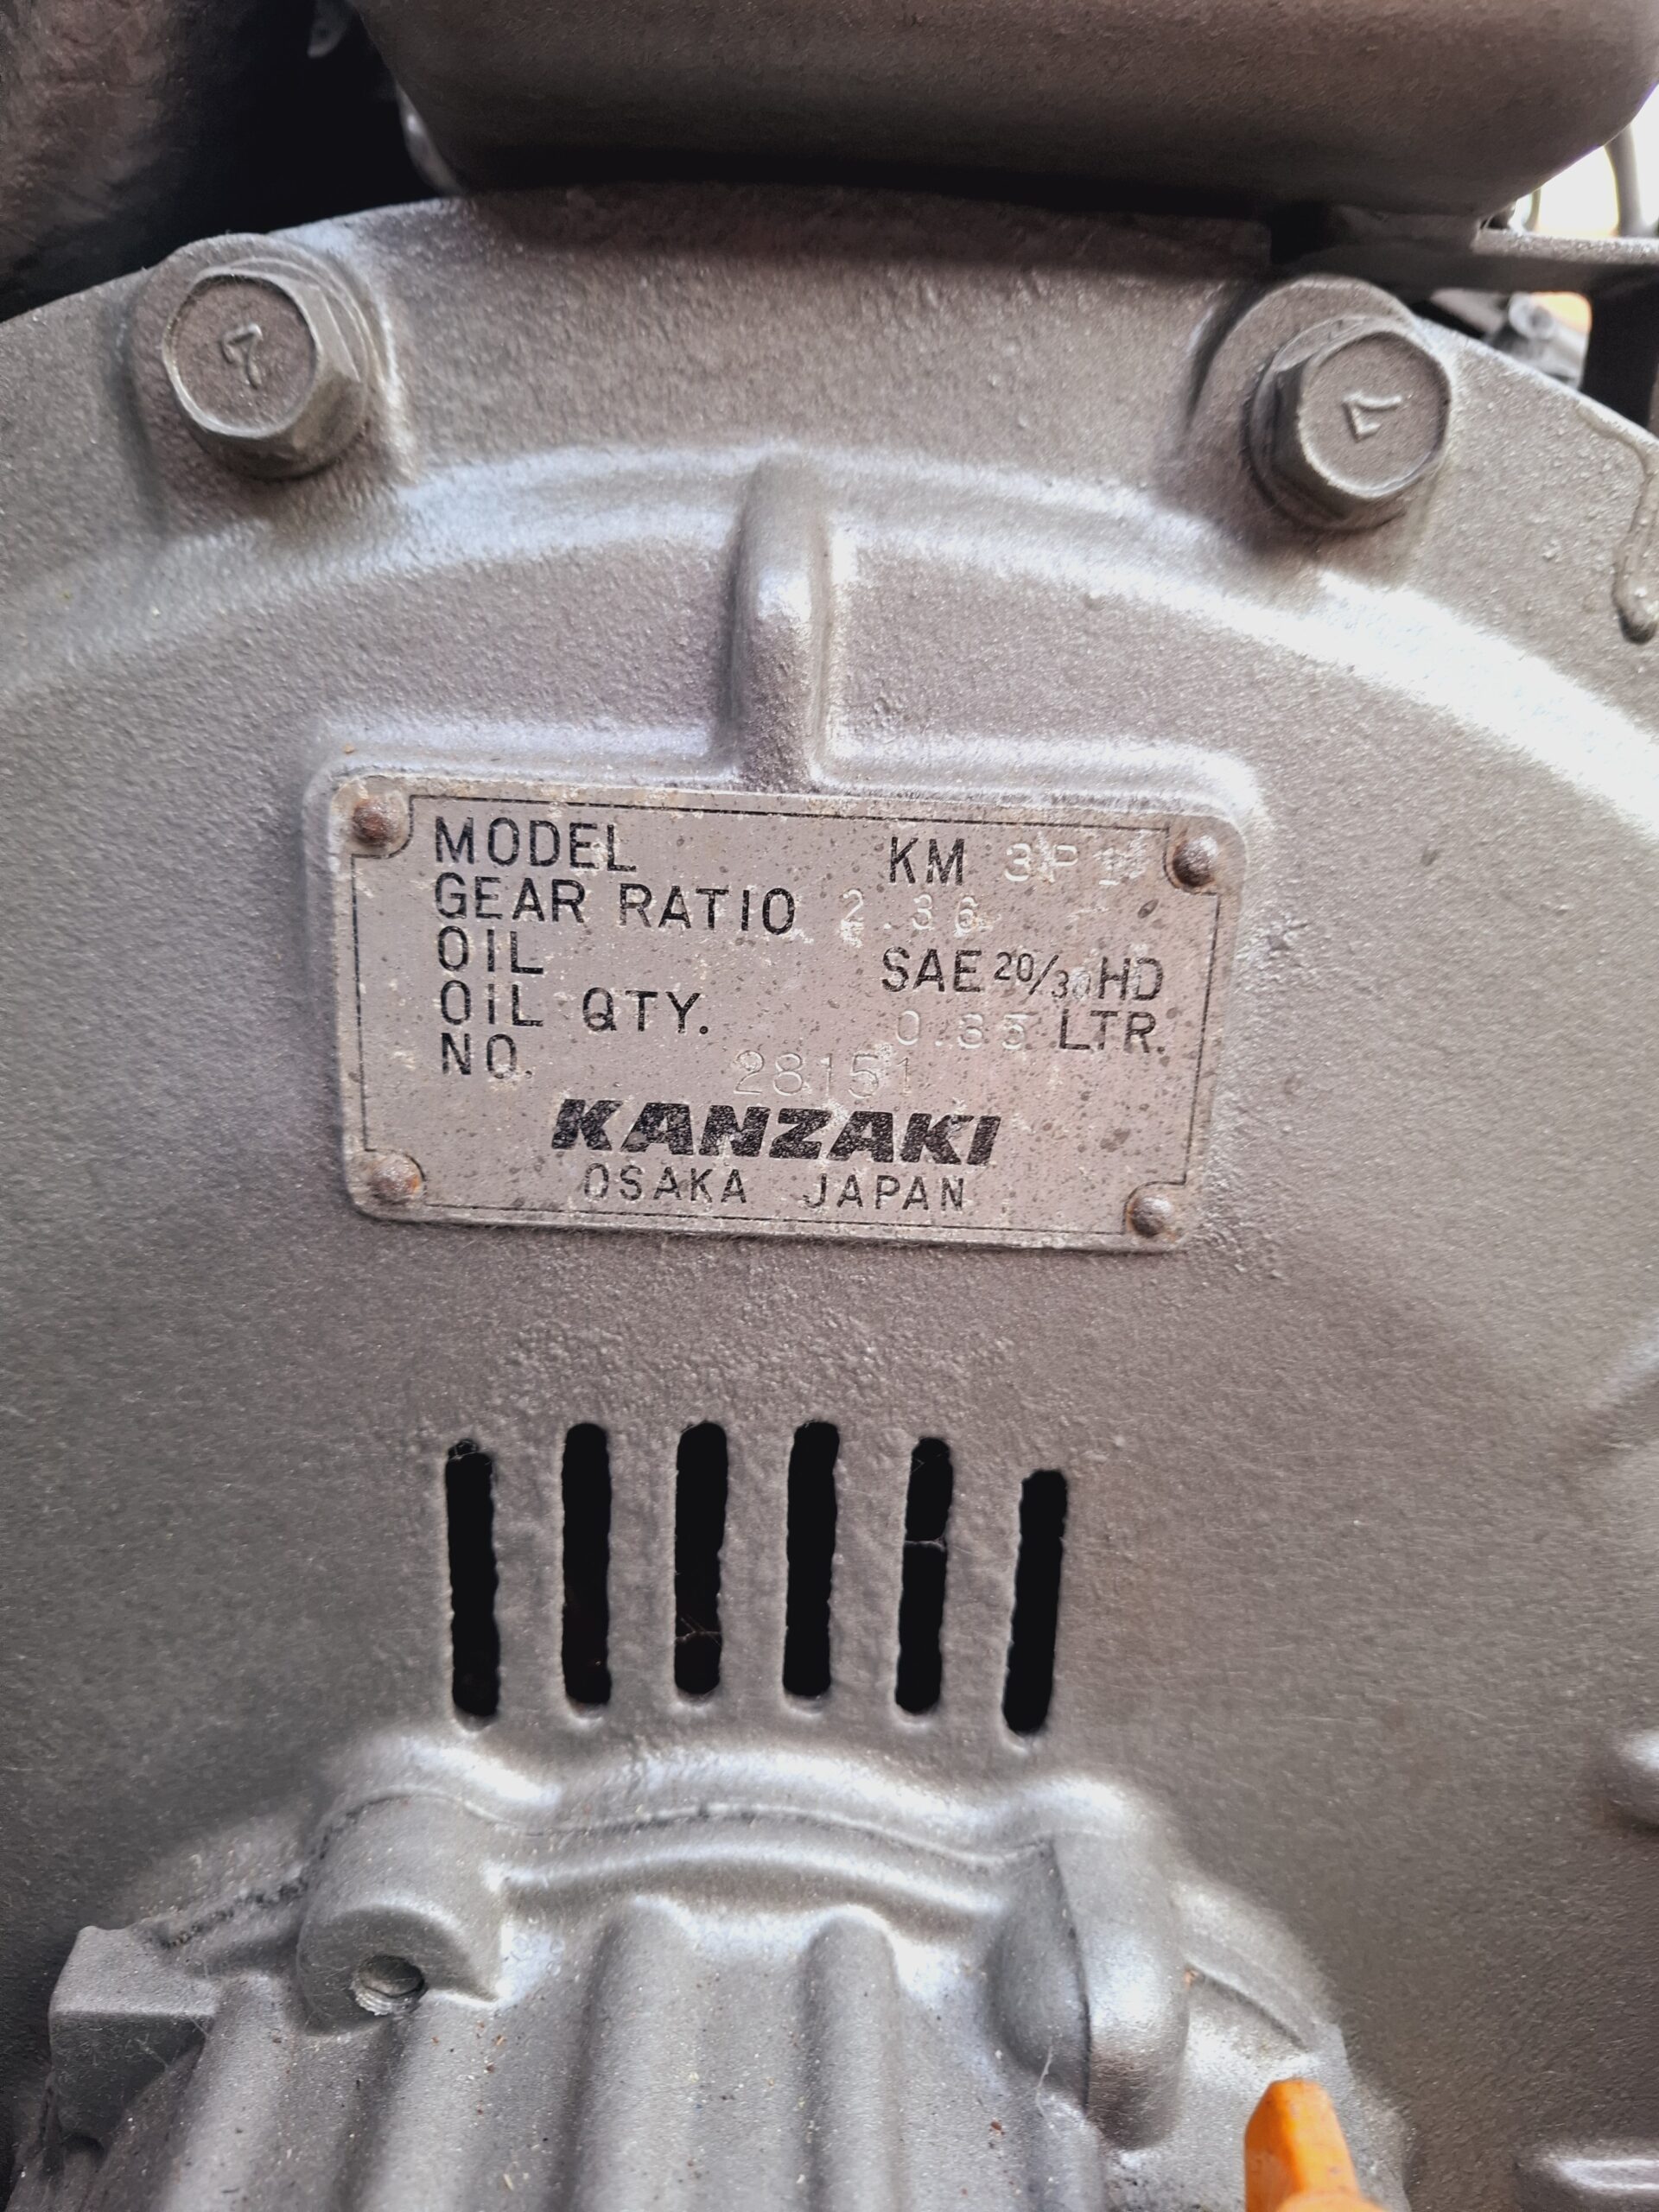 MODEL KM 3P1
GEAR RATIO 2.36
OIL SAE 20/30 HD
OIL QTY. 0.35 LTR.
NO. 28151
KANZAKI
OSAKA JAPAN
7
7